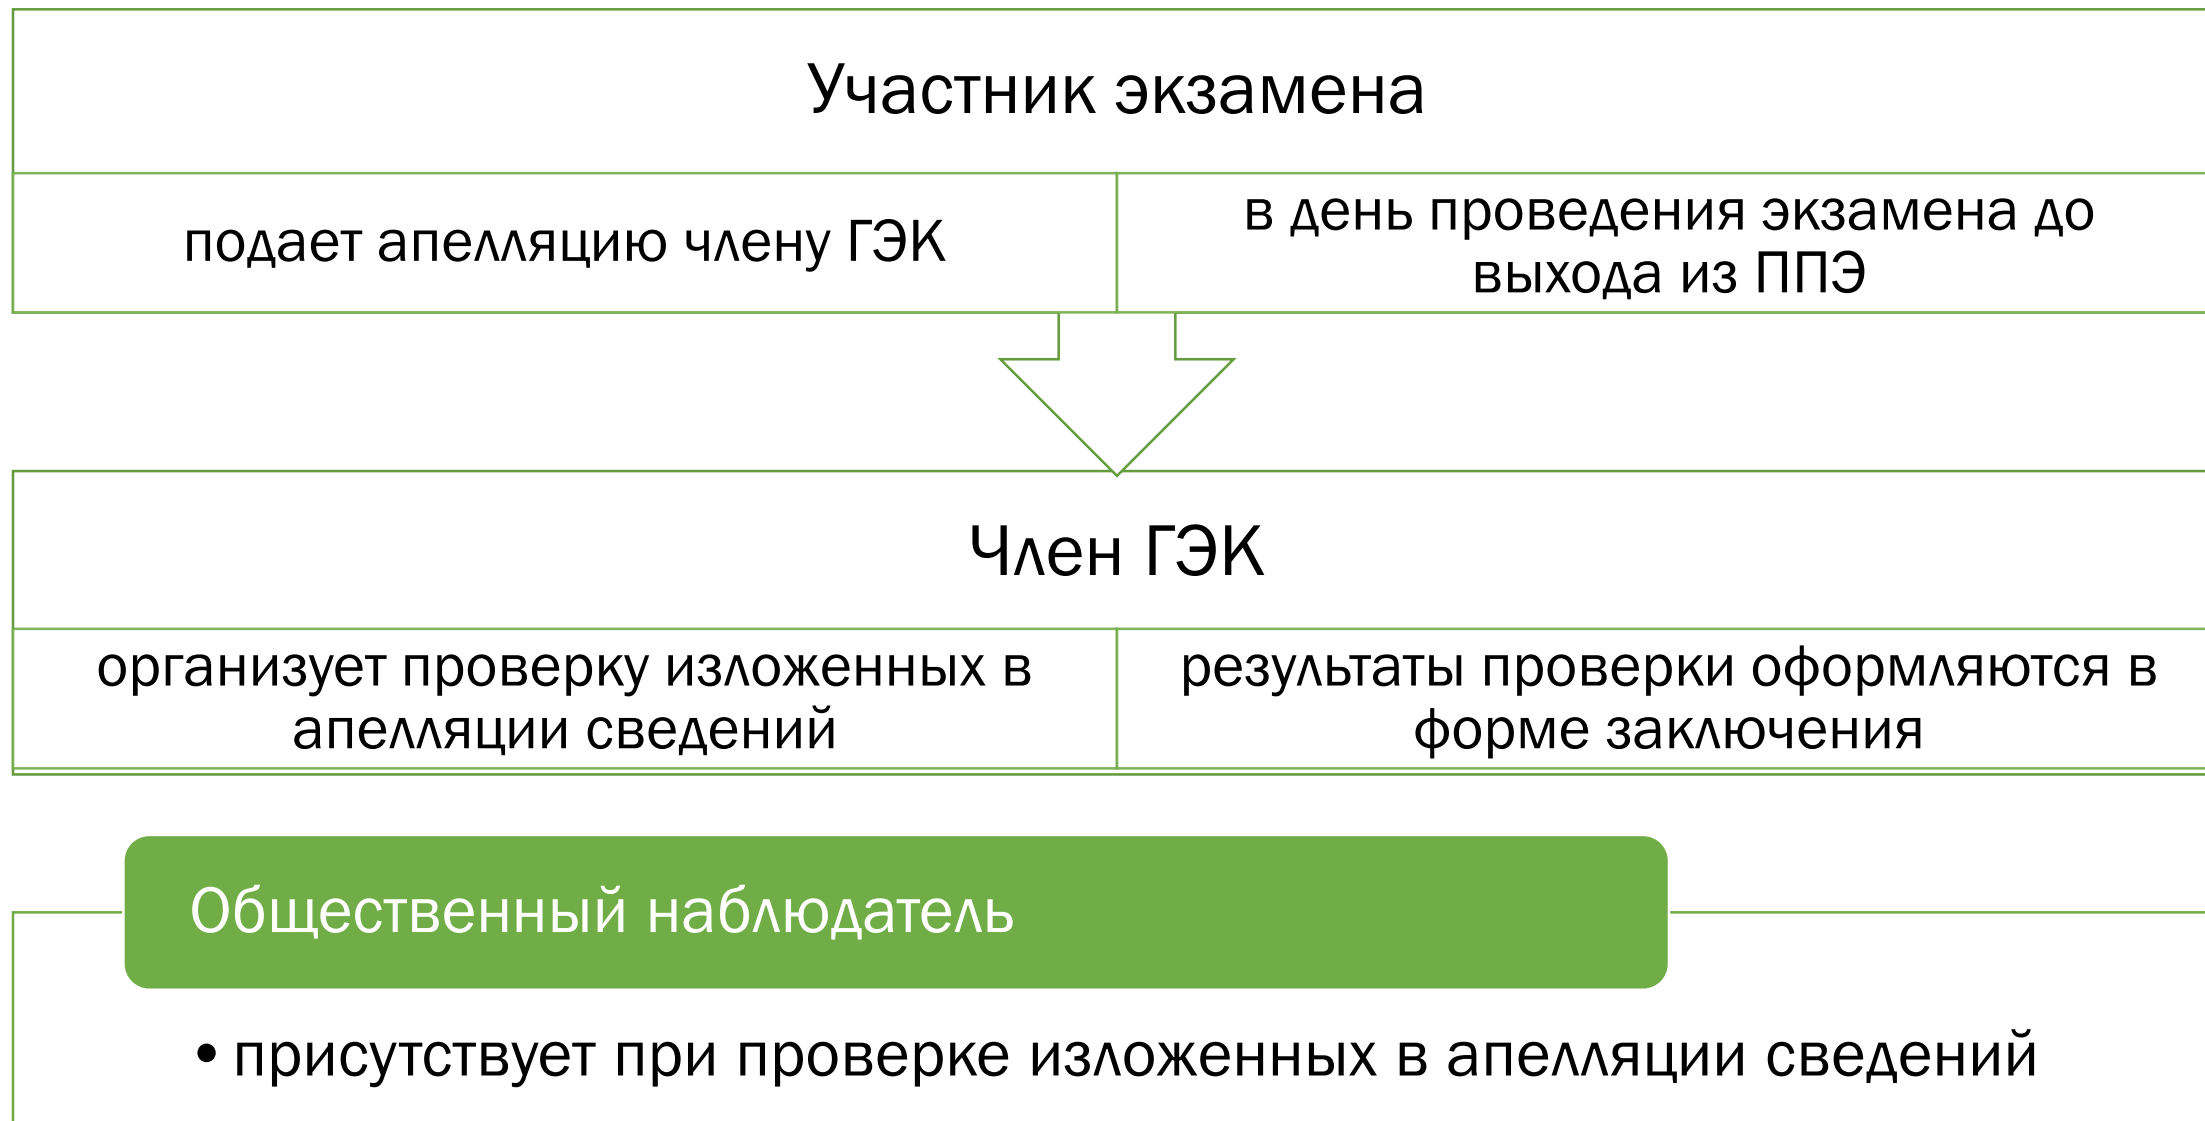 Участник экзамена
подает апелляцию члену ГЭК
в день проведения экзамена до
выхода из ППЭ
Член ГЭК
организует проверку изложенных в
апелляции сведений
результаты проверки оформляются в
форме заключения
Общественный наблюдатель
• присутствует при проверке изложенных в апелляции сведений